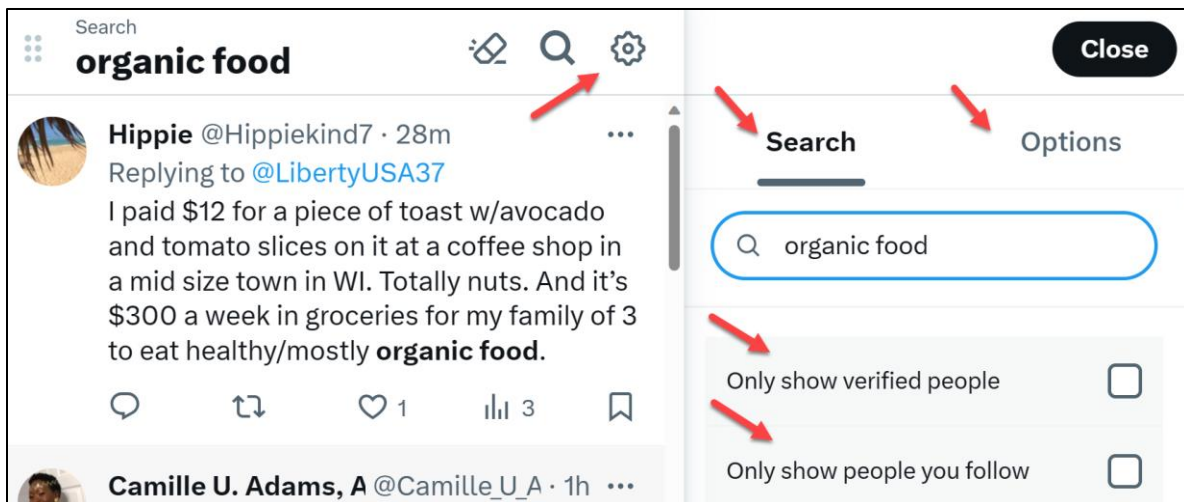 Search
organic food
Hippie @Hippiekind7 · 28m
Replying to @LibertyUSA37
I paid $12 for a piece of toast w/avocado
and tomato slices on it at a coffee shop in
a mid size town in WI. Totally nuts. And it's
$300 a week in groceries for my family of 3
to eat healthy/mostly organic food.
1 3
Camille U. Adams, A @Camille_U_A · 1h
Close
Search Options
organic food
Only show verified people
Only show people you follow